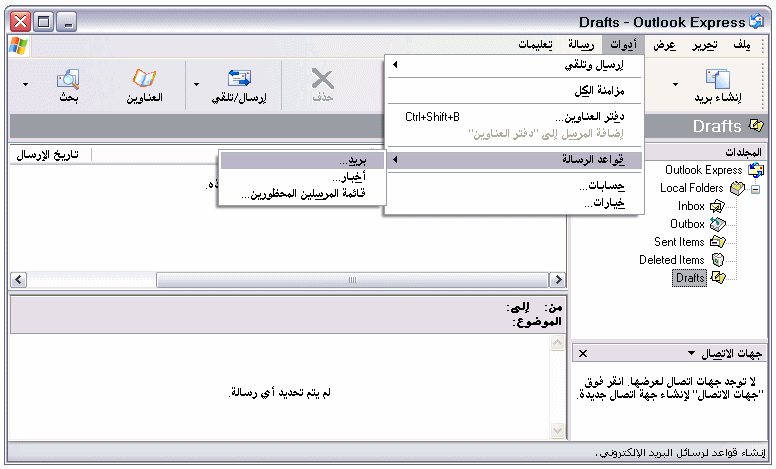 Drafts - Outlook Express
ملف تحرير عرض أدوات رسالة تعليمات
إنشاء بريد
حذف
إرسال/تلقي
العناوين
بحث
إرسال وتلقي
مزامنة الكل
دفتر العناوين... Ctrl+Shift+B
إضافة المرسل إلى "دفتر العناوين"
قواعد الرسالة
حسابات...
خيارات...
بريد...
أخبار...
قائمة المرسلين المحظورين...
Drafts
المجلدات
Outlook Express
Local Folders
Inbox
Outbox
Sent Items
Deleted Items
Drafts
تاريخ الإرسال
ذه.
من: إلى:
الموضوع:
لم يتم تحديد أي رسالة.
جهات الاتصال
لا توجد جهات اتصال لعرضها. انقر فوق
"جهات الاتصال" لإنشاء جهة اتصال جديدة.
إنشاء قواعد لرسائل البريد الإلكتروني.